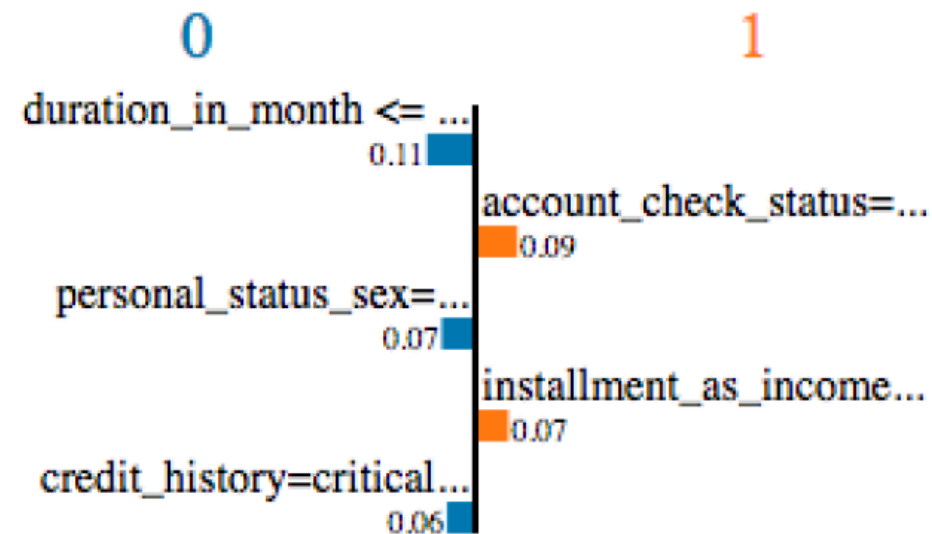 0 1
duration_in_month <= ...
0.11
account_check_status=...
0.09
personal_status_sex=...
0.07
installment_as_income...
0.07
credit_history=critical...
0.06